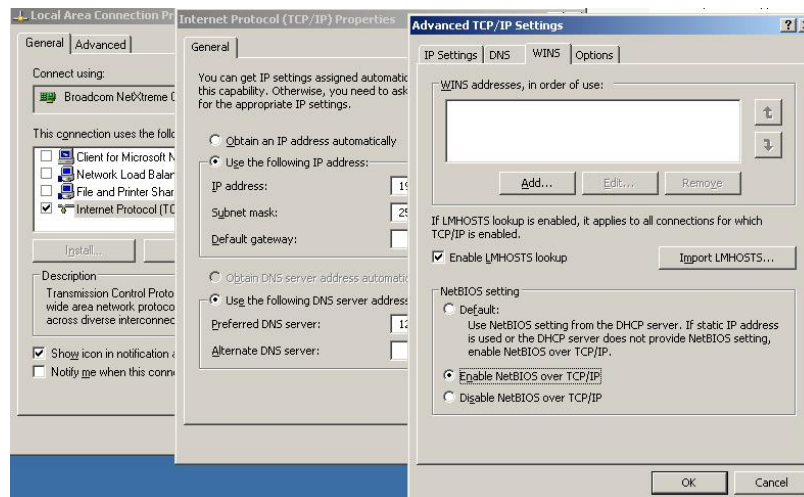 Local Area Connection Pr
General
Advanced
Connect using:
Broadcom NetXtreme G
This connection uses the follo
Client for Microsoft N
Network Load Balan
File and Printer Shar
Internet Protocol (TC
Install...
Description
Transmission Control Proto
wide area network protoco
across diverse interconnec
Show icon in notification a
Notify me when this conn
Internet Protocol (TCP/IP) Properties
General
You can get IP settings assigned automatic
this capability. Otherwise, you need to ask
for the appropriate IP settings.
Obtain an IP address automatically
Use the following IP address:
IP address:
19
Subnet mask:
25
Default gateway:
Obtain DNS server address automatic
Use the following DNS server address
Preferred DNS server:
12
Alternate DNS server:
Advanced TCP/IP Settings
IP Settings
DNS
WINS
Options
WINS addresses, in order of use:
Add...
Edit...
Remove
If LMHOSTS lookup is enabled, it applies to all connections for which
TCP/IP is enabled.
Enable LMHOSTS lookup
Import LMHOSTS...
NetBIOS setting
Default:
Use NetBIOS setting from the DHCP server. If static IP address
is used or the DHCP server does not provide NetBIOS setting,
enable NetBIOS over TCP/IP.
Enable NetBIOS over TCP/IP
Disable NetBIOS over TCP/IP
OK
Cancel